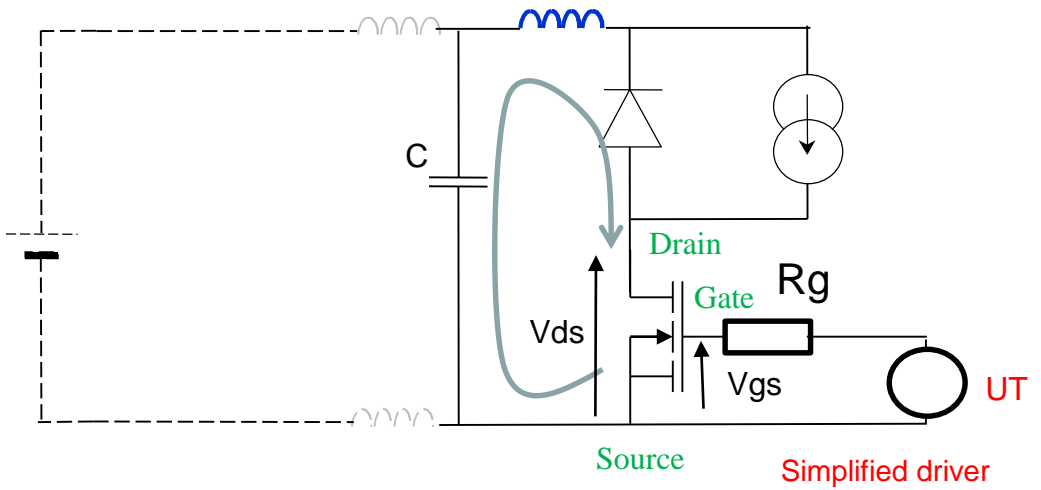 C
Drain
Rg
Gate
Vds
Vgs
UT
Source
Simplified driver